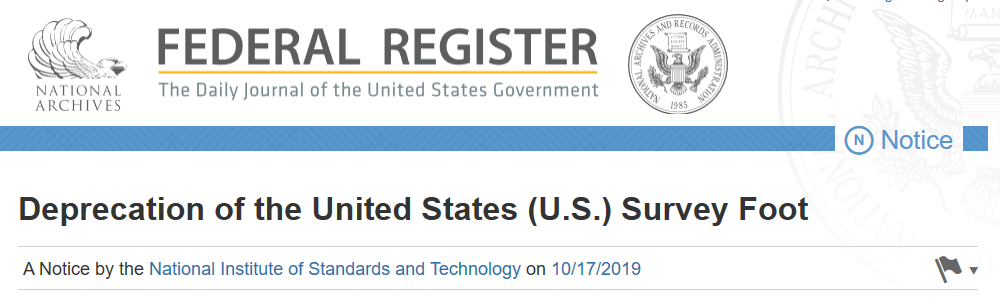 FEDERAL REGISTER
The Daily Journal of the United States Government
NATIONAL
ARCHIVES
NATIONAL ARCHIVES AND RECORDS ADMINISTRATION
1985
N Notice
Deprecation of the United States (U.S.) Survey Foot
A Notice by the National Institute of Standards and Technology on 10/17/2019